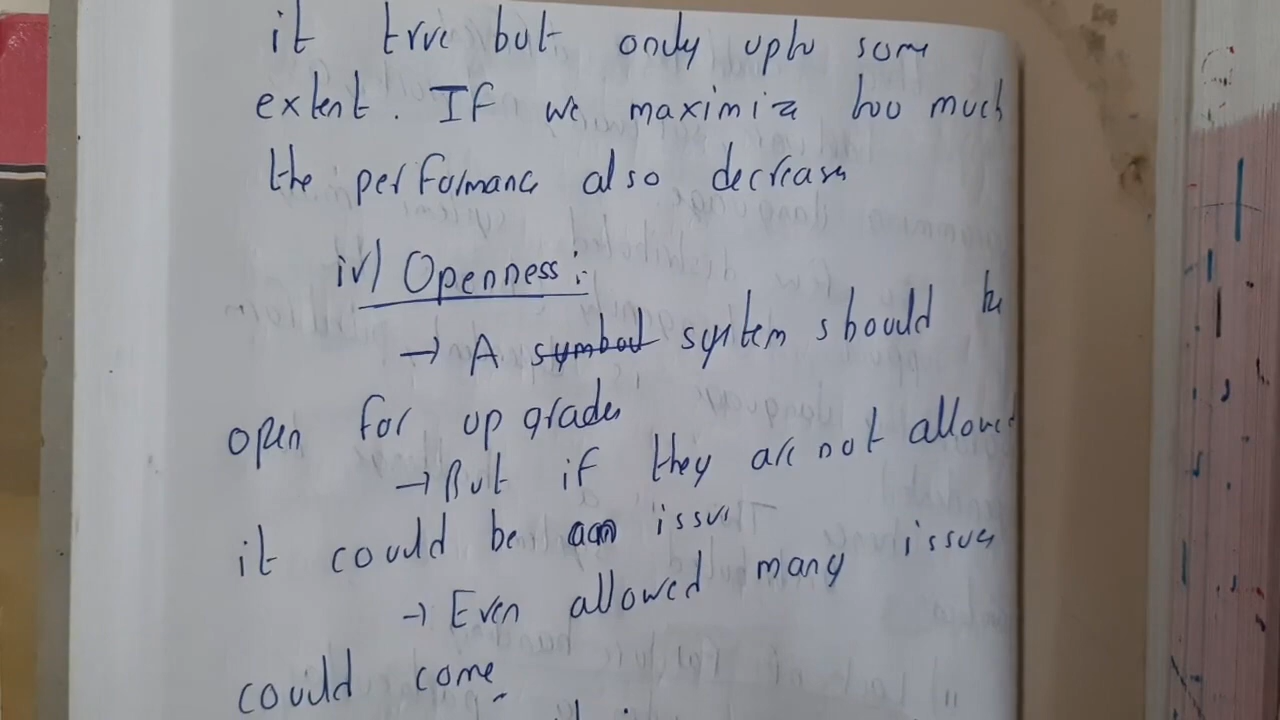 it true but only upto some
extent. If we maximize too much
the performance also decreases
iv) Openness:-
→ A symbol system should be
open for upgrades
→ But if they are not allowed
it could be an issue
→ Even allowed many issues
could come